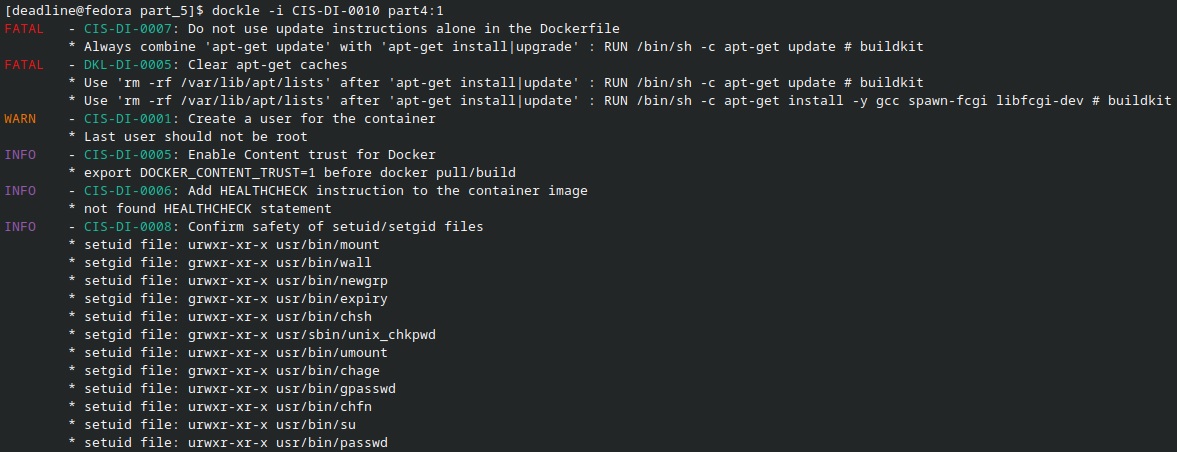 [deadline@fedora part_5]$ dockle -i CIS-DI-0010 part4:1
FATAL   - CIS-DI-0007: Do not use update instructions alone in the Dockerfile
        * Always combine 'apt-get update' with 'apt-get install|upgrade' : RUN /bin/sh -c apt-get update # buildkit
FATAL   - DKL-DI-0005: Clear apt-get caches
        * Use 'rm -rf /var/lib/apt/lists' after 'apt-get install|update' : RUN /bin/sh -c apt-get update # buildkit
        * Use 'rm -rf /var/lib/apt/lists' after 'apt-get install|update' : RUN /bin/sh -c apt-get install -y gcc spawn-fcgi libfcgi-dev # buildkit
WARN    - CIS-DI-0001: Create a user for the container
        * Last user should not be root
INFO    - CIS-DI-0005: Enable Content trust for Docker
        * export DOCKER_CONTENT_TRUST=1 before docker pull/build
INFO    - CIS-DI-0006: Add HEALTHCHECK instruction to the container image
        * not found HEALTHCHECK statement
INFO    - CIS-DI-0008: Confirm safety of setuid/setgid files
        * setuid file: urwxr-xr-x usr/bin/mount
        * setgid file: grwxr-xr-x usr/bin/wall
        * setuid file: urwxr-xr-x usr/bin/newgrp
        * setgid file: grwxr-xr-x usr/bin/expiry
        * setuid file: urwxr-xr-x usr/bin/chsh
        * setgid file: grwxr-xr-x usr/sbin/unix_chkpwd
        * setuid file: urwxr-xr-x usr/bin/umount
        * setgid file: grwxr-xr-x usr/bin/chage
        * setuid file: urwxr-xr-x usr/bin/gpasswd
        * setuid file: urwxr-xr-x usr/bin/chfn
        * setuid file: urwxr-xr-x usr/bin/su
        * setuid file: urwxr-xr-x usr/bin/passwd